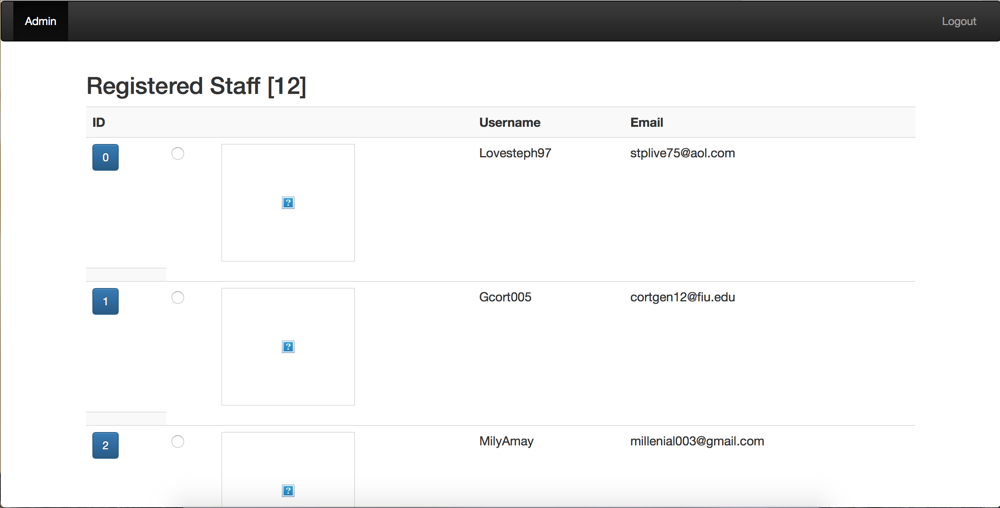 Admin Logout
Registered Staff [12]
ID Username Email
0 Lovesteph97 stplive75@aol.com
?
1 Gcort005 cortgen12@fiu.edu
?
2 MilyAmay millenial003@gmail.com
?